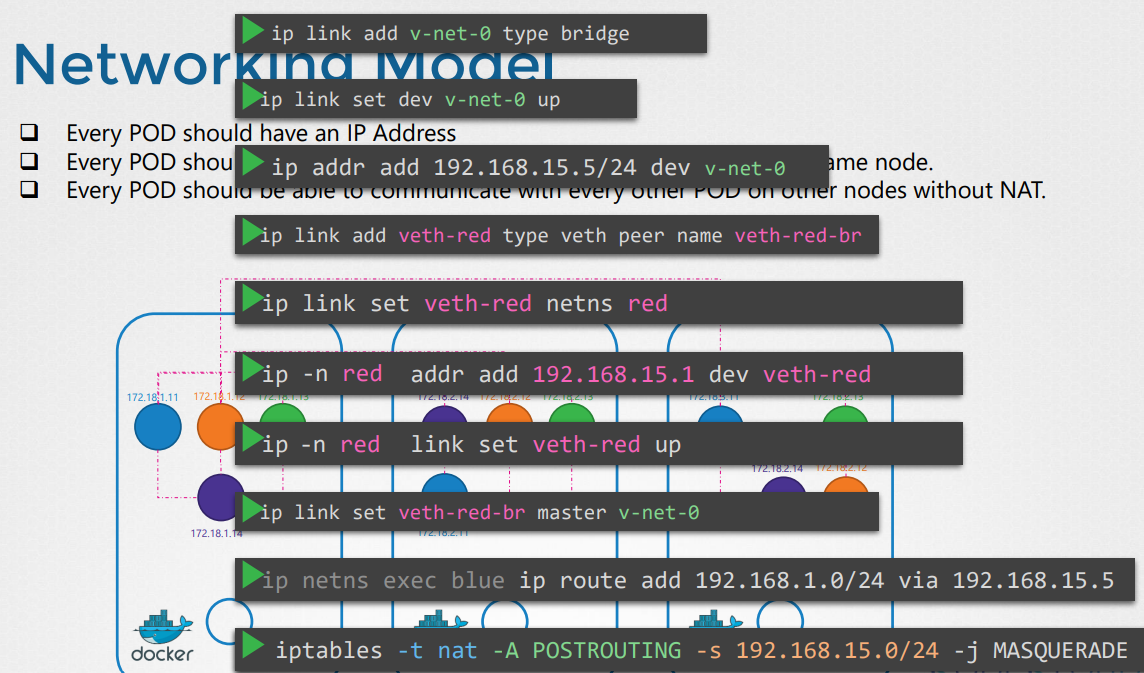 ip link add v-net-0 type bridge
Networking Model
ip link set dev v-net-0 up
Every POD should have an IP Address
Every POD shou ame node.
ip addr add 192.168.15.5/24 dev v-net-0
Every POD should be able to communicate with every other POD on other nodes without NAT.
ip link add veth-red type veth peer name veth-red-br
ip link set veth-red netns red
ip -n red addr add 192.168.15.1 dev veth-red
172.18.1.11 172.18.1.12 172.18.1.13 172.18.2.14 172.18.2.12 172.18.2.13 172.18.3.11 172.18.2.13
ip -n red link set veth-red up
172.18.2.14 172.18.2.12
ip link set veth-red-br master v-net-0
172.18.1.14 172.18.2.11
ip netns exec blue ip route add 192.168.1.0/24 via 192.168.15.5
docker
iptables -t nat -A POSTROUTING -s 192.168.15.0/24 -j MASQUERADE